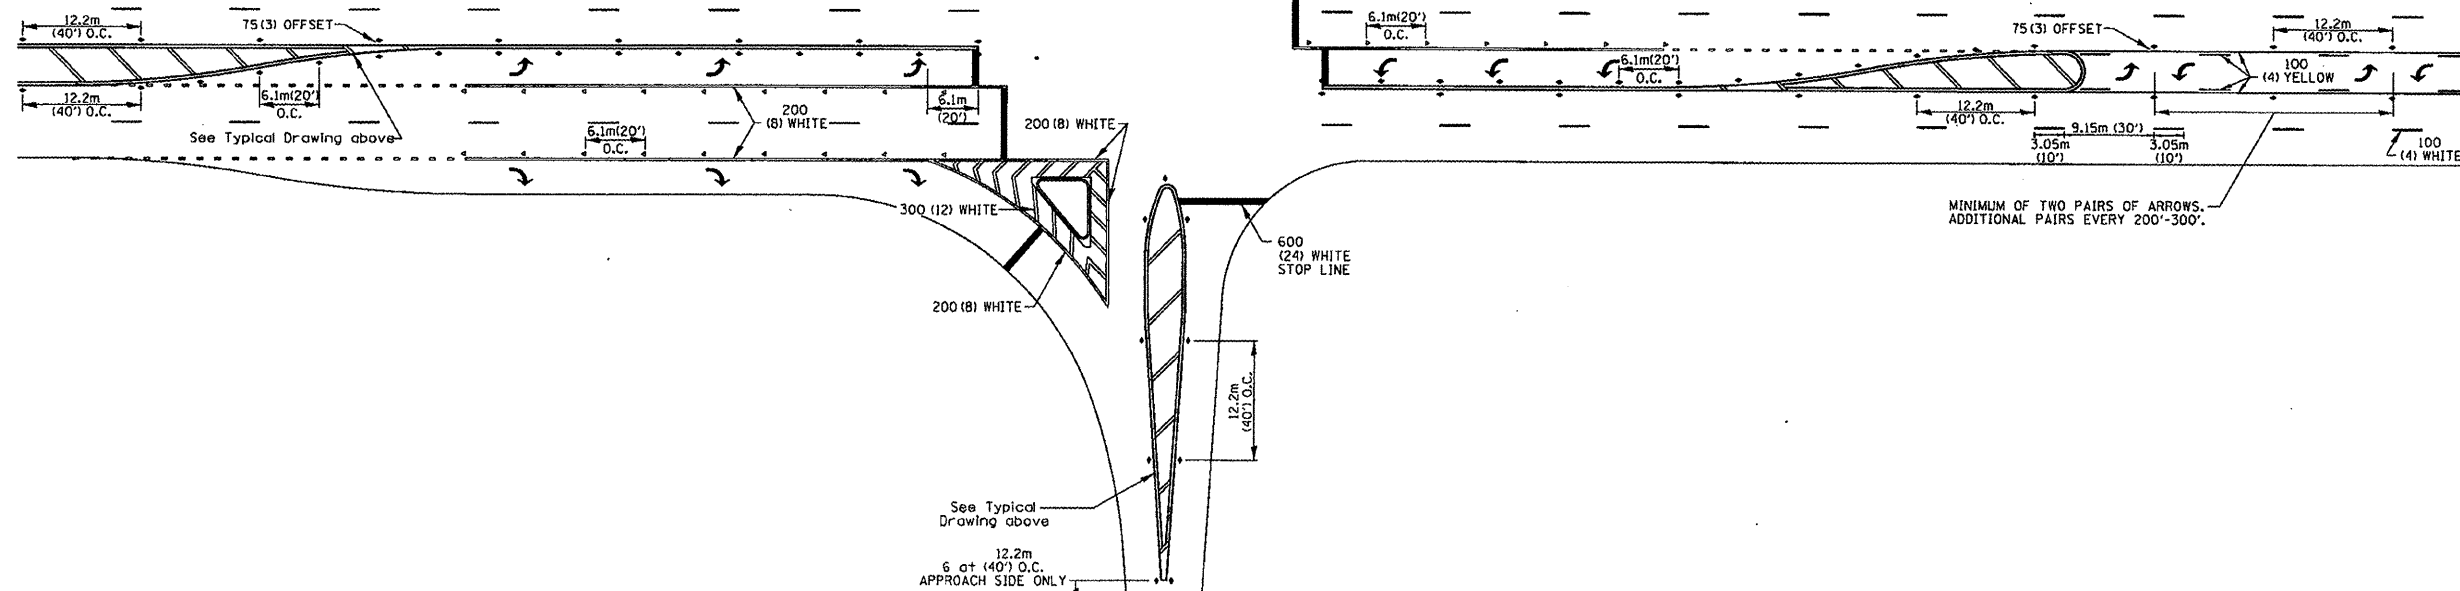 12.2m
(40') O.C.
75 (3) OFFSET
12.2m
(40') O.C.
6.1m(20')
O.C.
See Typical Drawing above
200
(8) WHITE
6.1m(20')
O.C.
6.1m
(20')
200 (8) WHITE
300 (12) WHITE
200 (8) WHITE
See Typical
Drawing above
12.2m
6 at (40') O.C.
APPROACH SIDE ONLY
12.2m
(40') O.C.
600
(24) WHITE
STOP LINE
6.1m(20')
O.C.
6.1m(20')
O.C.
75 (3) OFFSET
12.2m
(40') O.C.
100
(4) YELLOW
12.2m
(40') O.C.
9.15m (30')
3.05m
(10')
3.05m
(10')
100
(4) WHITE
MINIMUM OF TWO PAIRS OF ARROWS.
ADDITIONAL PAIRS EVERY 200'-300'.